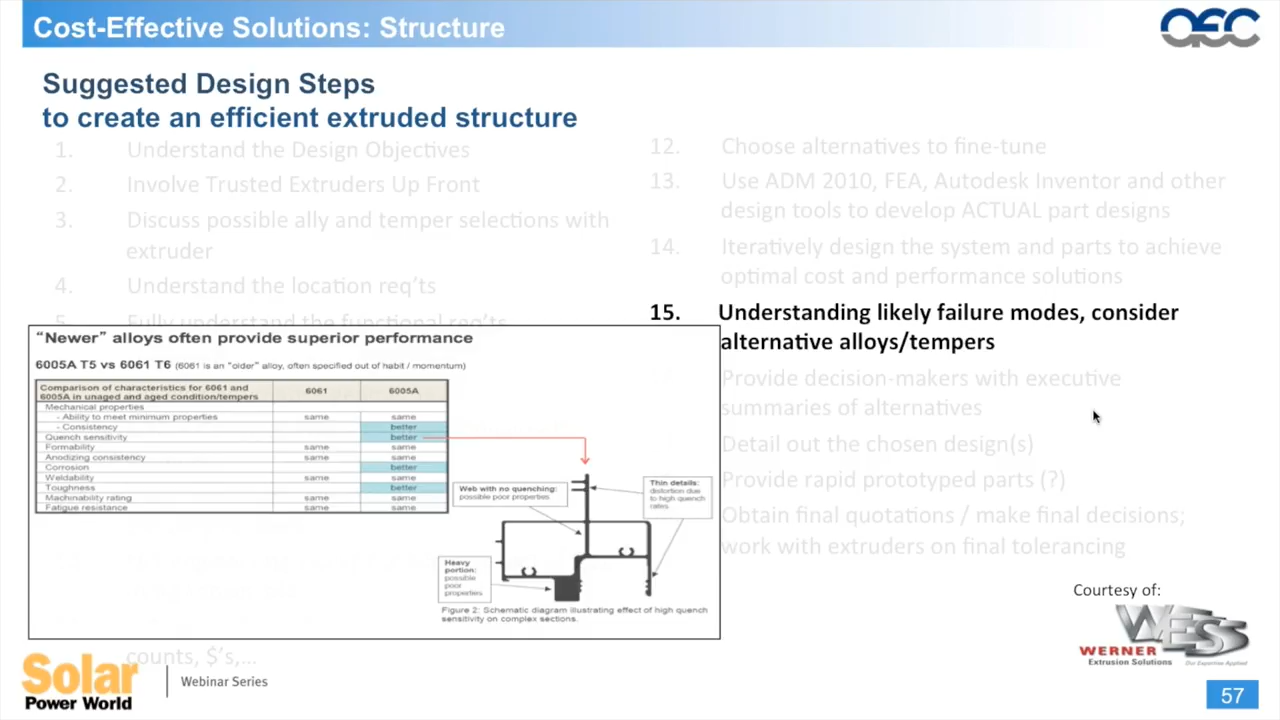 Cost-Effective Solutions: Structure
AEC
Suggested Design Steps
to create an efficient extruded structure
1. Understand the Design Objectives
2. Involve Trusted Extruders Up Front
3. Discuss possible ally and temper selections with
extruder
4. Understand the location req’ts
5. Fully understand the functional req’ts
“Newer” alloys often provide superior performance
6005A T5 vs 6061 T6 (6061 is an “older” alloy, often specified out of habit / momentum)
Comparison of characteristics for 6061 and
6005A in unaged and aged condition/tempers 6061 6005A
Mechanical properties
- Ability to meet minimum properties same same
- Consistency better
Quench sensitivity better
Formability same same
Anodizing consistency same same
Corrosion better
Weldability same same
Toughness better
Machinability rating same same
Fatigue resistance same same
Web with no quenching:
possible poor properties
Thin details:
distortion due
to high quench
rates
Heavy
portion:
possible
poor
properties
Figure 2: Schematic diagram illustrating effect of high quench
sensitivity on complex sections.
counts, $’s,...
12. Choose alternatives to fine-tune
13. Use ADM 2010, FEA, Autodesk Inventor and other
design tools to develop ACTUAL part designs
14. Iteratively design the system and parts to achieve
optimal cost and performance solutions
15. Understanding likely failure modes, consider
alternative alloys/tempers
Provide decision-makers with executive
summaries of alternatives
Detail out the chosen design(s)
Provide rapid prototyped parts (?)
Obtain final quotations / make final decisions;
work with extruders on final tolerancing
Courtesy of:
WESS
WERNER
Extrusion Solutions Our Expertise Applied
Solar
Power World
Webinar Series
57